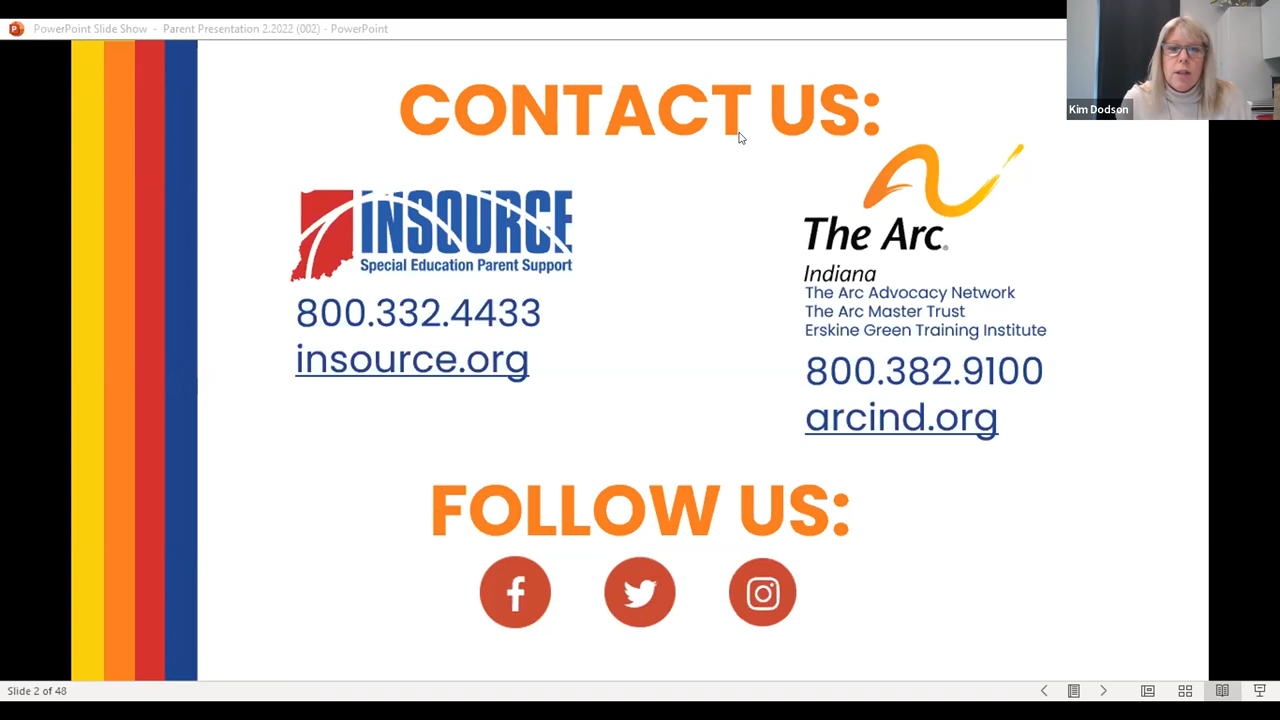 PowerPoint Slide Show - Parent Presentation 2.2022 (002) - PowerPoint
Kim Dodson
CONTACT US:
INSOURCE
Special Education Parent Support
800.332.4433
insource.org
The Arc®
Indiana
The Arc Advocacy Network
The Arc Master Trust
Erskine Green Training Institute
800.382.9100
arcind.org
FOLLOW US:
Slide 2 of 48